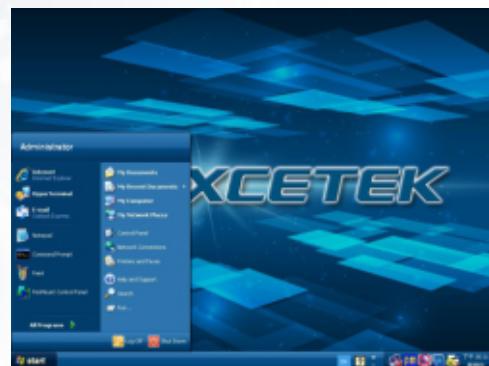 Administrator
Internet
Internet Explorer
HyperTerminal
E-mail
Outlook Express
Notepad
Command Prompt
Paint
All Programs
My Documents
My Recent Documents
My Computer
My Network Places
Control Panel
Network Connections
Printers and Faxes
Help and Support
Search
Run...
Log Off
Shut Down
XCETEK
start